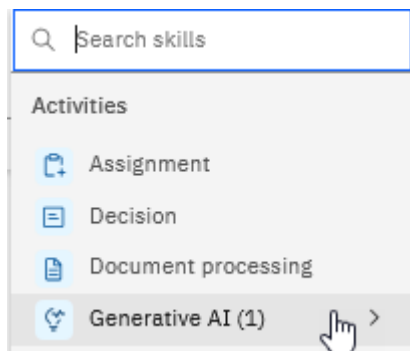 Search skills
Activities
Assignment
Decision
Document processing
Generative AI (1)